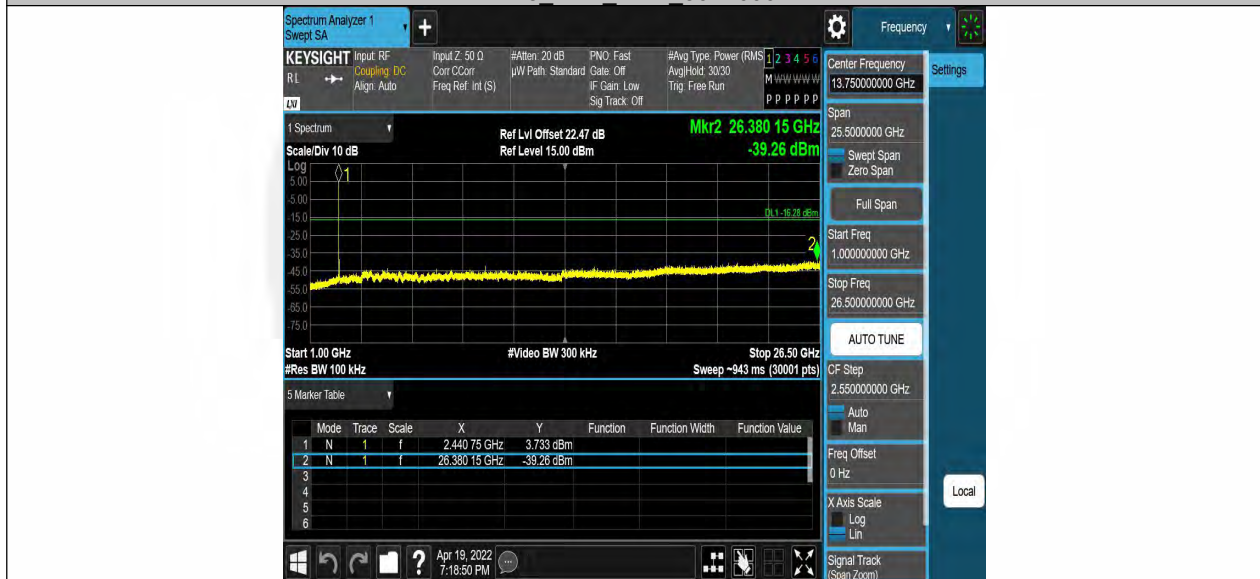 Spectrum Analyzer 1
Swept SA
+
Frequency
KEYSIGHT
Input: RF
Coupling: DC
Align: Auto
Input Z: 50 Ω
Corr CCorr
Freq Ref: Int (S)
#Atten: 20 dB
µW Path: Standard
PNO: Fast
Gate: Off
IF Gain: Low
Sig Track: Off
#Avg Type: Power (RMS
Avg|Hold: 30/30
Trig: Free Run
1 2 3 4 5 6
M W W W W W
P P P P P P
RL
LXI
1 Spectrum
Scale/Div 10 dB
Ref Lvl Offset 22.47 dB
Ref Level 15.00 dBm
Mkr2 26.380 15 GHz
-39.26 dBm
Log
5.00
-5.00
-15.0
-25.0
-35.0
-45.0
-55.0
-65.0
-75.0
1
DL1 -16.28 dBm
2
Start 1.00 GHz
#Res BW 100 kHz
#Video BW 300 kHz
Stop 26.50 GHz
Sweep ~943 ms (30001 pts)
5 Marker Table
Mode Trace Scale X Y Function Function Width Function Value
1 N 1 f 2.440 75 GHz 3.733 dBm
2 N 1 f 26.380 15 GHz -39.26 dBm
3
4
5
6
?
Apr 19, 2022
7:18:50 PM
Center Frequency
13.750000000 GHz
Settings
Span
25.5000000 GHz
Swept Span
Zero Span
Full Span
Start Freq
1.000000000 GHz
Stop Freq
26.500000000 GHz
AUTO TUNE
CF Step
2.550000000 GHz
Auto
Man
Freq Offset
0 Hz
X Axis Scale
Log
Lin
Local
Signal Track
(Span Zoom)